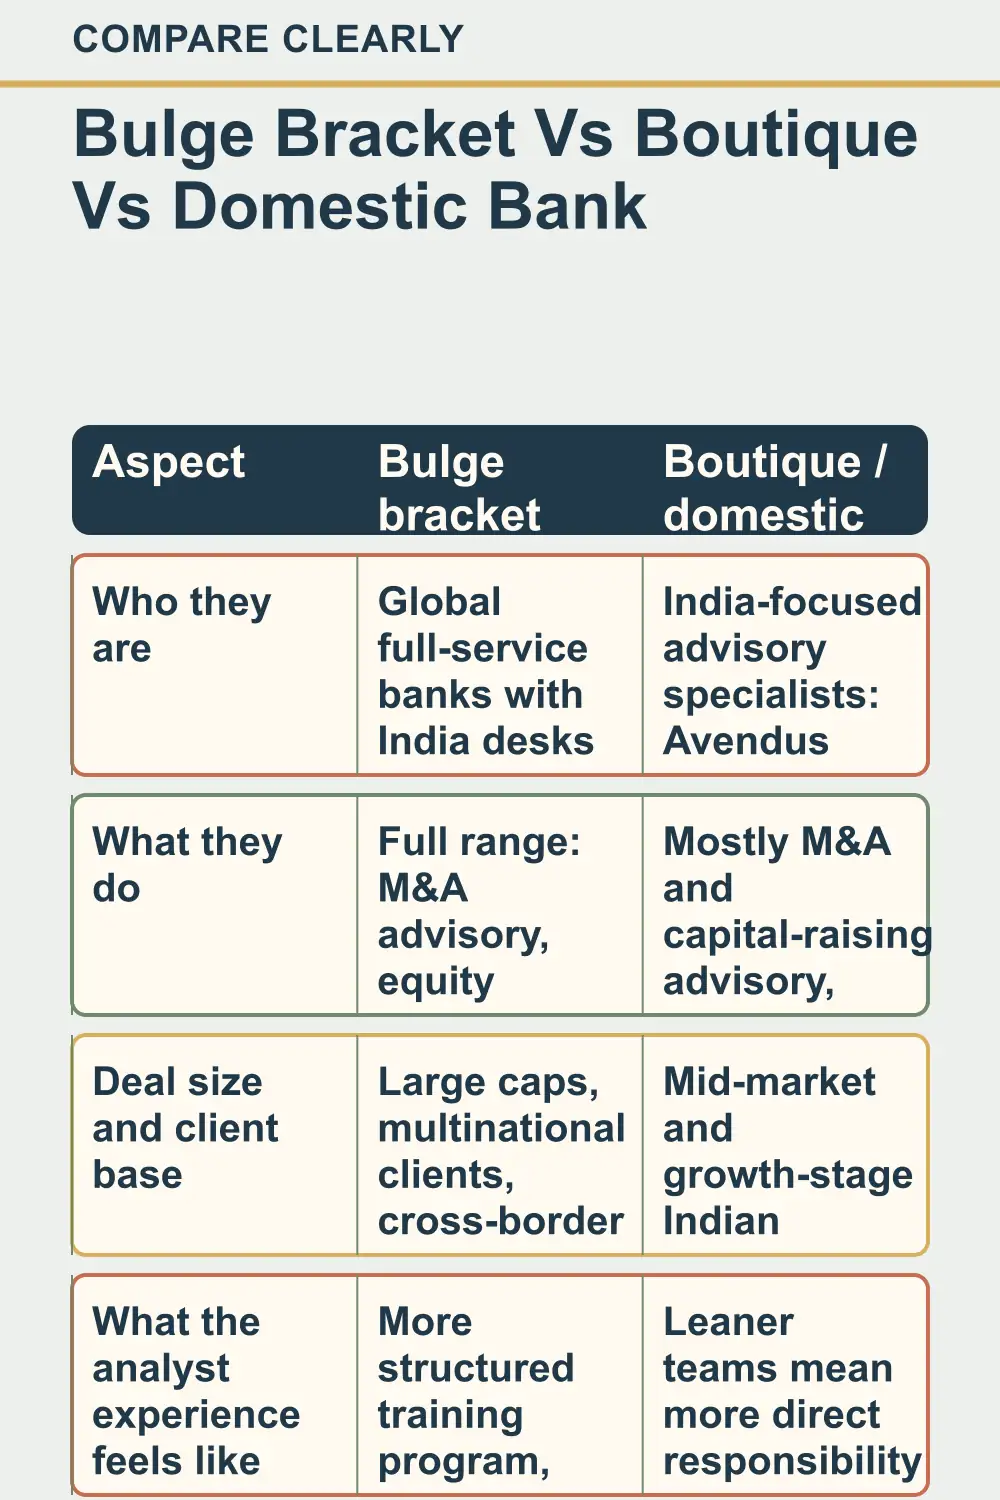 COMPARE CLEARLY
Bulge Bracket Vs Boutique
Vs Domestic Bank
Aspect
Bulge
bracket
Boutique /
domestic
Who they
are
Global
full-service
banks with
India desks
India-focused
advisory
specialists:
Avendus
What they
do
Full range:
M&A
advisory,
equity
Mostly M&A
and
capital-raising
advisory,
Deal size
and client
base
Large caps,
multinational
clients,
cross-border
Mid-market
and
growth-stage
Indian
What the
analyst
experience
feels like
More
structured
training
program,
Leaner
teams mean
more direct
responsibility